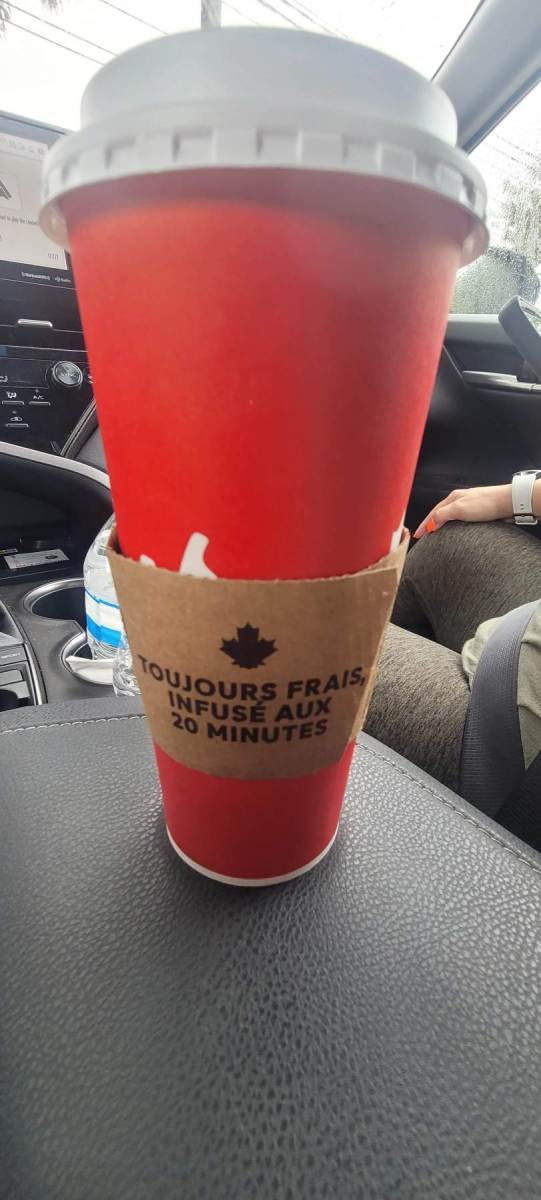 TOUJOURS FRAIS,
INFUSÉ AUX
20 MINUTES
A/C